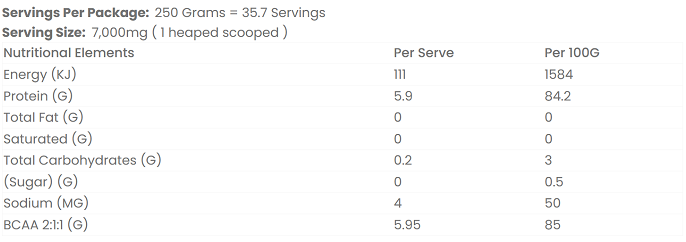 Servings Per Package: 250 Grams = 35.7 Servings
Serving Size: 7,000mg ( 1 heaped scooped )
Nutritional Elements Per Serve Per 100G
Energy (KJ) 111 1584
Protein (G) 5.9 84.2
Total Fat (G) 0 0
Saturated (G) 0 0
Total Carbohydrates (G) 0.2 3
(Sugar) (G) 0 0.5
Sodium (MG) 4 50
BCAA 2:1:1 (G) 5.95 85